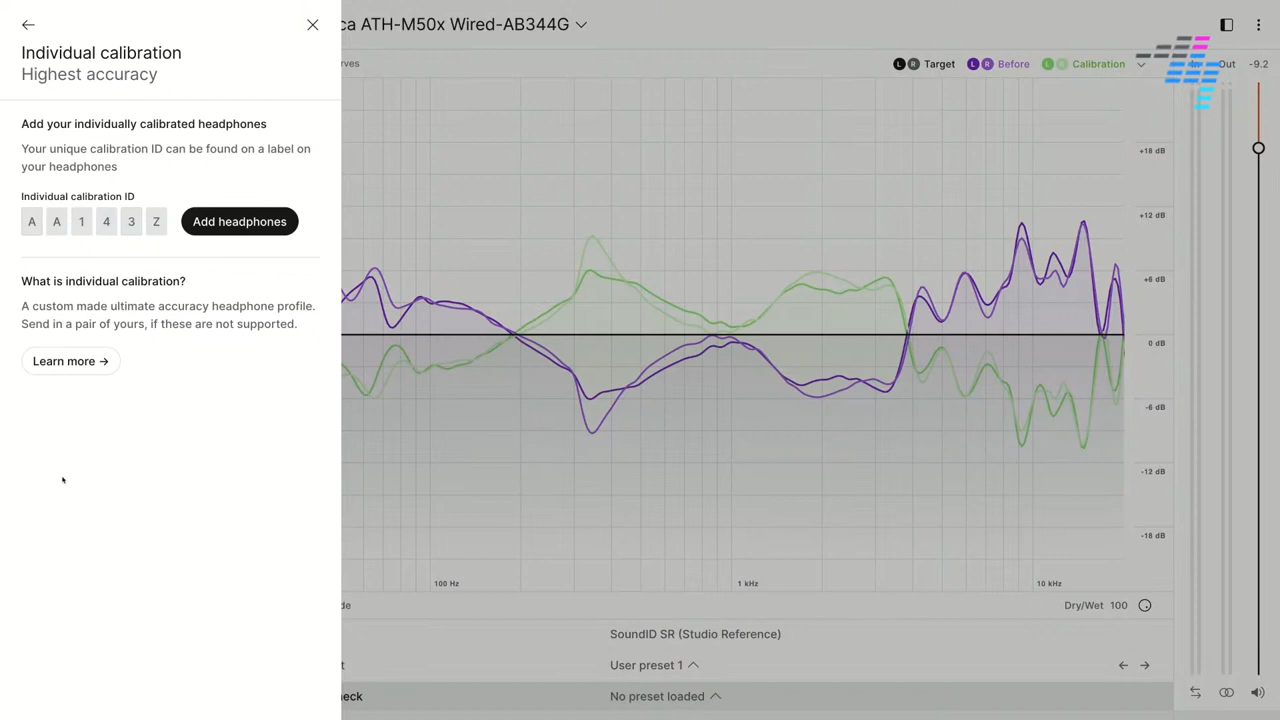 Individual calibration
Highest accuracy
Add your individually calibrated headphones
Your unique calibration ID can be found on a label on
your headphones
Individual calibration ID
A A 1 4 3 Z Add headphones
What is individual calibration?
A custom made ultimate accuracy headphone profile.
Send in a pair of yours, if these are not supported.
Learn more →
ca ATH-M50x Wired-AB344G
rves
L R Target L R Before L R Calibration
In Out -9.2
+18 dB
+12 dB
+6 dB
0 dB
-6 dB
-12 dB
-18 dB
100 Hz 1 kHz 10 kHz
de Dry/Wet 100
SoundID SR (Studio Reference)
t User preset 1
eck No preset loaded